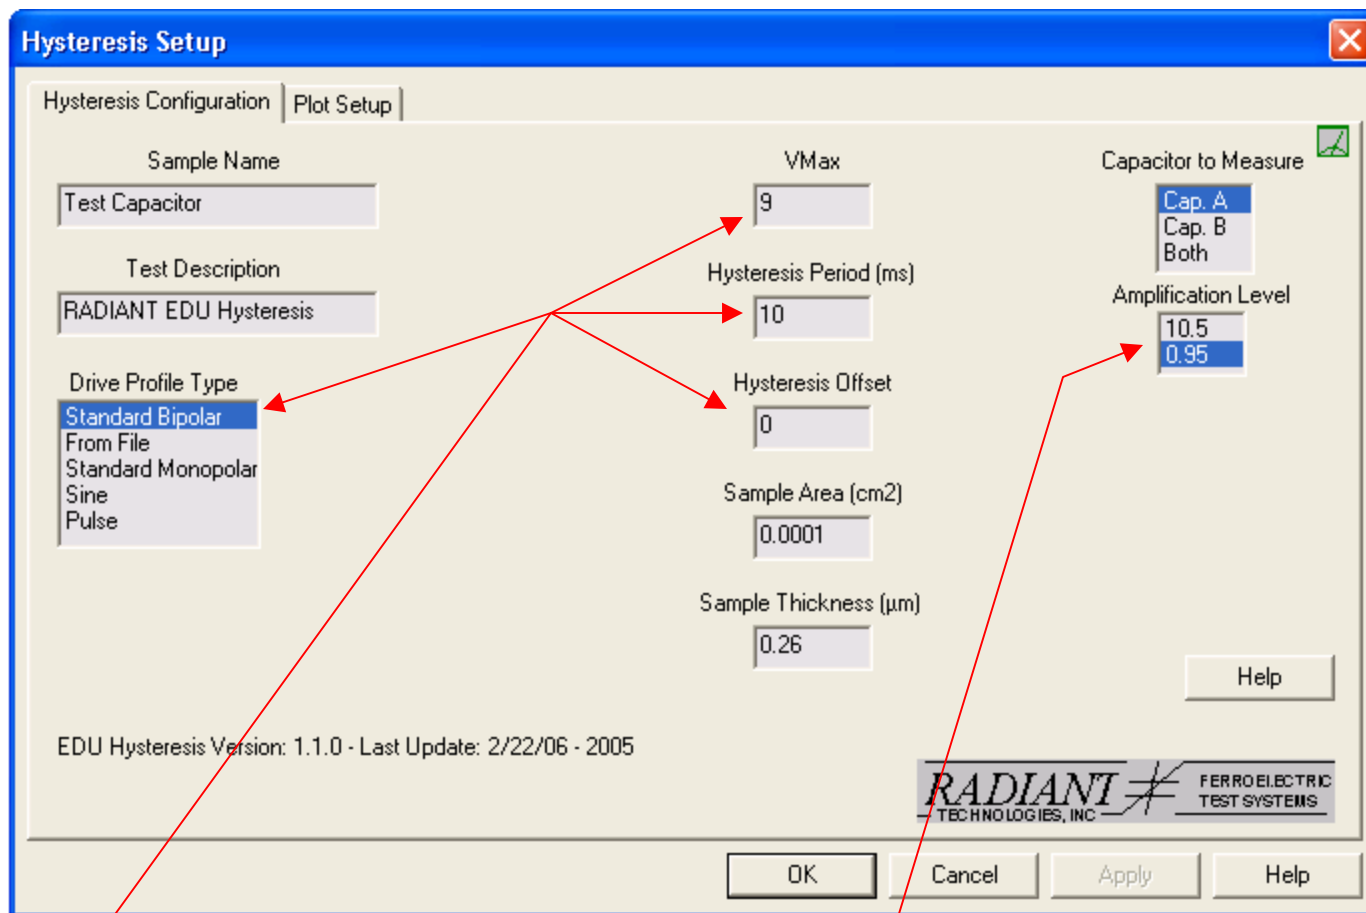 Hysteresis Setup
Hysteresis Configuration
Plot Setup
Sample Name
Test Capacitor
Test Description
RADIANT EDU Hysteresis
Drive Profile Type
Standard Bipolar
From File
Standard Monopolar
Sine
Pulse
VMax
9
Hysteresis Period (ms)
10
Hysteresis Offset
0
Sample Area (cm2)
0.0001
Sample Thickness (µm)
0.26
Capacitor to Measure
Cap. A
Cap. B
Both
Amplification Level
10.5
0.95
Help
EDU Hysteresis Version: 1.1.0 - Last Update: 2/22/06 - 2005
RADIANT
TECHNOLOGIES, INC
FERROELECTRIC
TEST SYSTEMS
OK
Cancel
Apply
Help